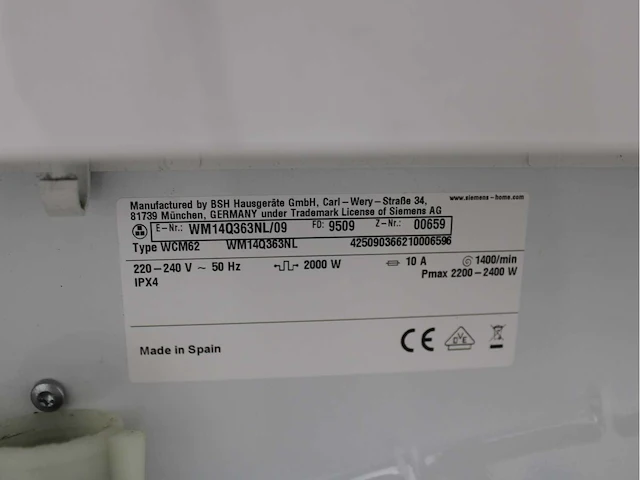 Manufactured by BSH Hausgeräte GmbH, Carl-Wery-Straße 34, www.siemens-home.com
81739 München, GERMANY under Trademark License of Siemens AG
E-Nr.: WM14Q363NL/09 FD: 9509 Z-Nr.: 00659
Type WCM62 WM14Q363NL 425090366210006596
220-240 V ~ 50 Hz 2000 W 10 A 1400/min
IPX4 Pmax 2200-2400 W
Made in Spain CE VE